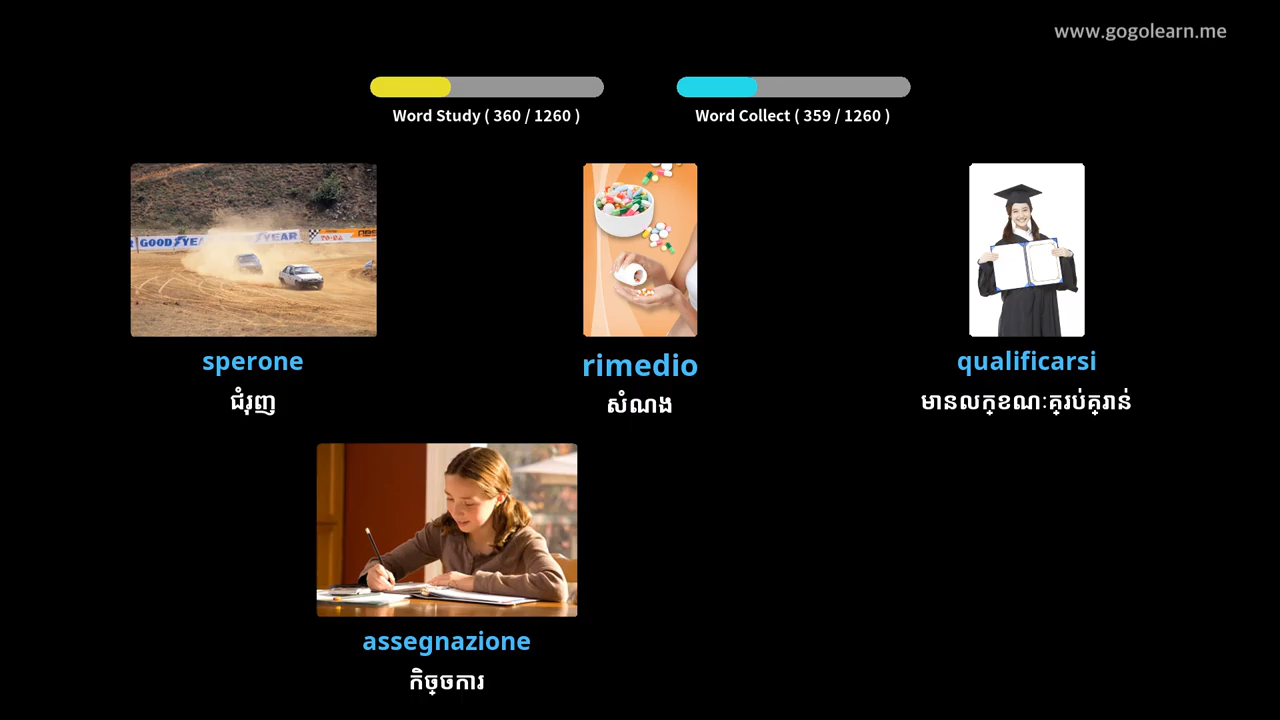 www.gogolearn.me
Word Study ( 360 / 1260 )
Word Collect ( 359 / 1260 )
GOOD YEAR
sperone
rimedio
qualificarsi
ជំរុញ
សំណង
មានលក្ខណៈគ្រប់គ្រាន់
assegnazione
កិច្ចការ